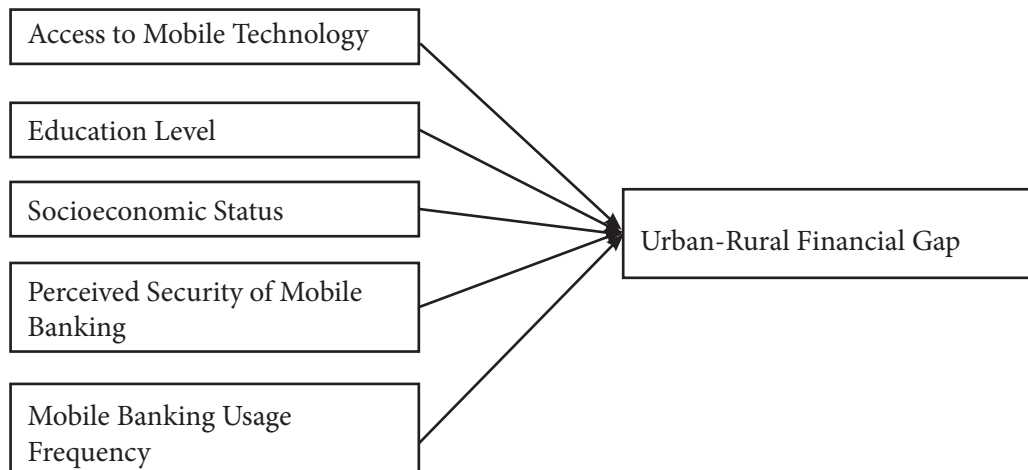 Access to Mobile Technology
Education Level
Socioeconomic Status
Perceived Security of Mobile
Banking
Mobile Banking Usage
Frequency
Urban-Rural Financial Gap